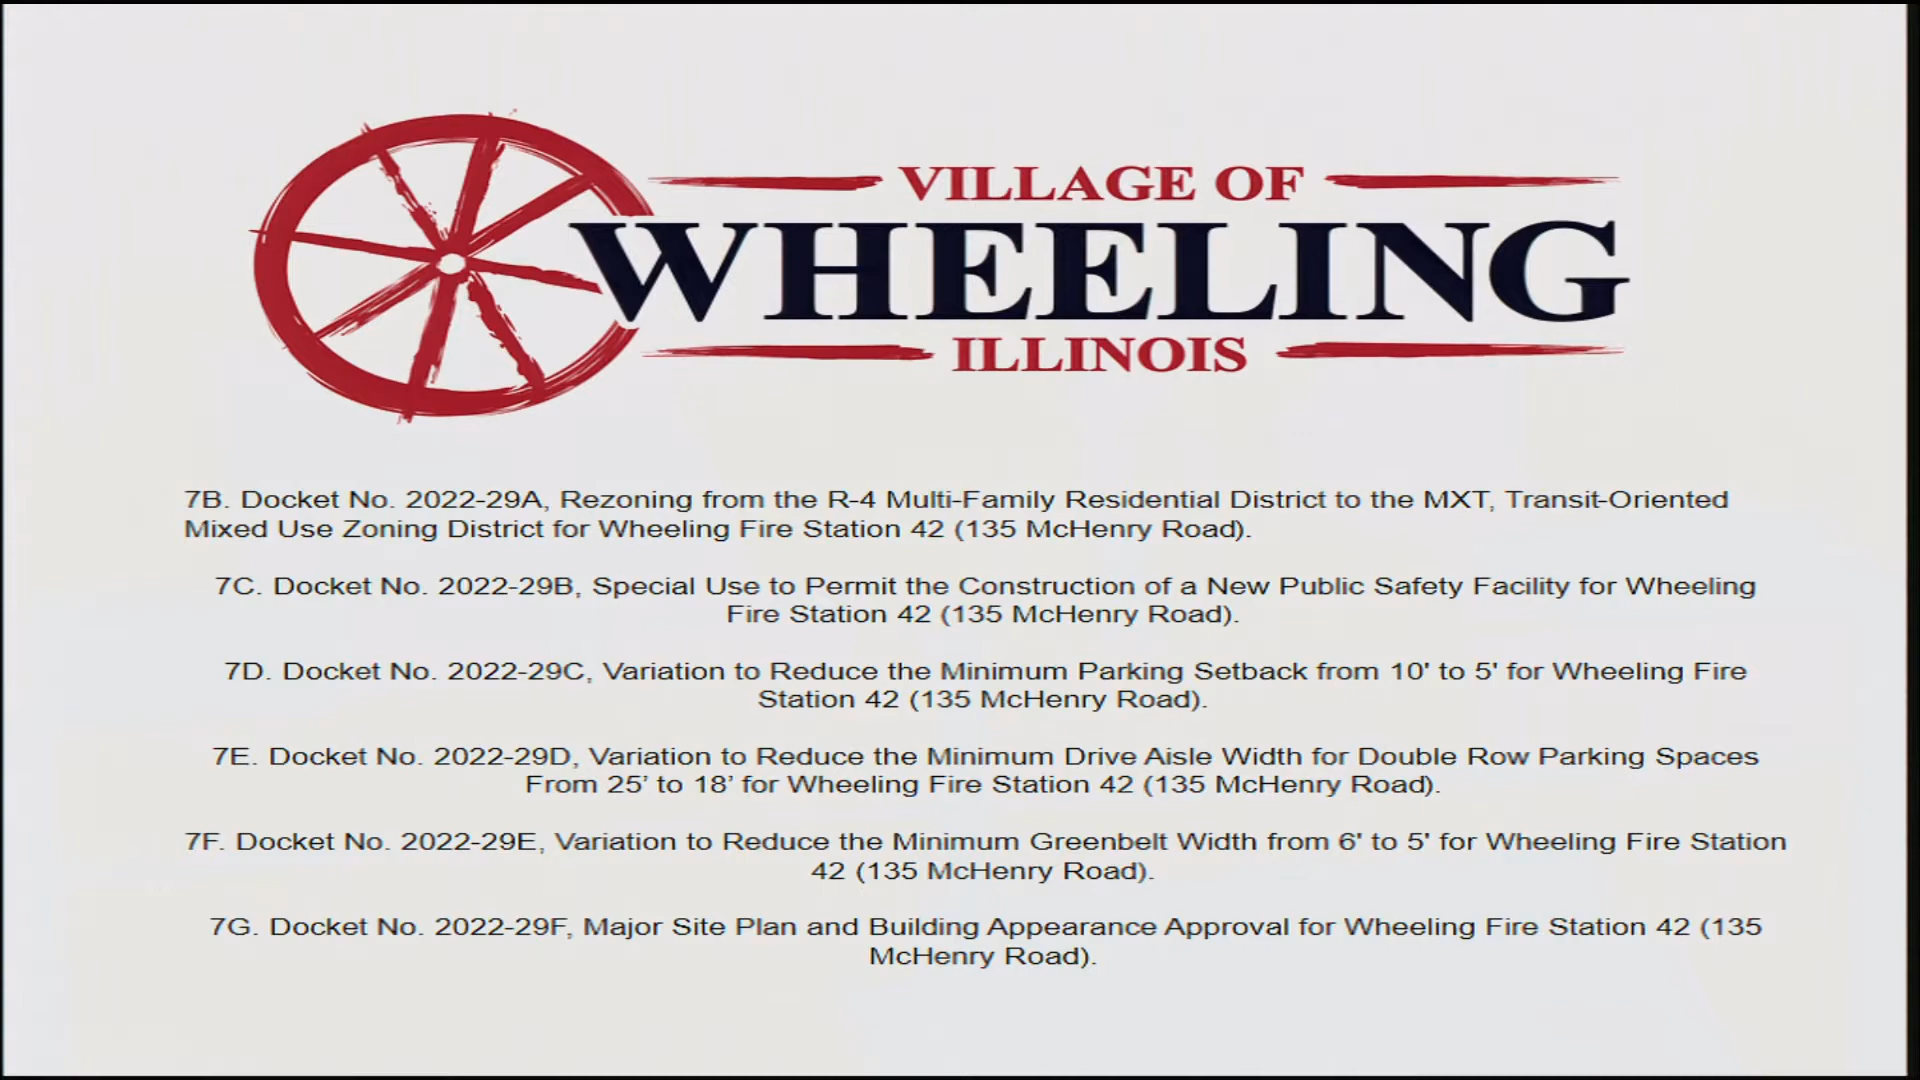 VILLAGE OF
WHEELING
ILLINOIS
7B. Docket No. 2022-29A, Rezoning from the R-4 Multi-Family Residential District to the MXT, Transit-Oriented
Mixed Use Zoning District for Wheeling Fire Station 42 (135 McHenry Road).
7C. Docket No. 2022-29B, Special Use to Permit the Construction of a New Public Safety Facility for Wheeling
Fire Station 42 (135 McHenry Road).
7D. Docket No. 2022-29C, Variation to Reduce the Minimum Parking Setback from 10' to 5' for Wheeling Fire
Station 42 (135 McHenry Road).
7E. Docket No. 2022-29D, Variation to Reduce the Minimum Drive Aisle Width for Double Row Parking Spaces
From 25’ to 18’ for Wheeling Fire Station 42 (135 McHenry Road).
7F. Docket No. 2022-29E, Variation to Reduce the Minimum Greenbelt Width from 6' to 5' for Wheeling Fire Station
42 (135 McHenry Road).
7G. Docket No. 2022-29F, Major Site Plan and Building Appearance Approval for Wheeling Fire Station 42 (135
McHenry Road).